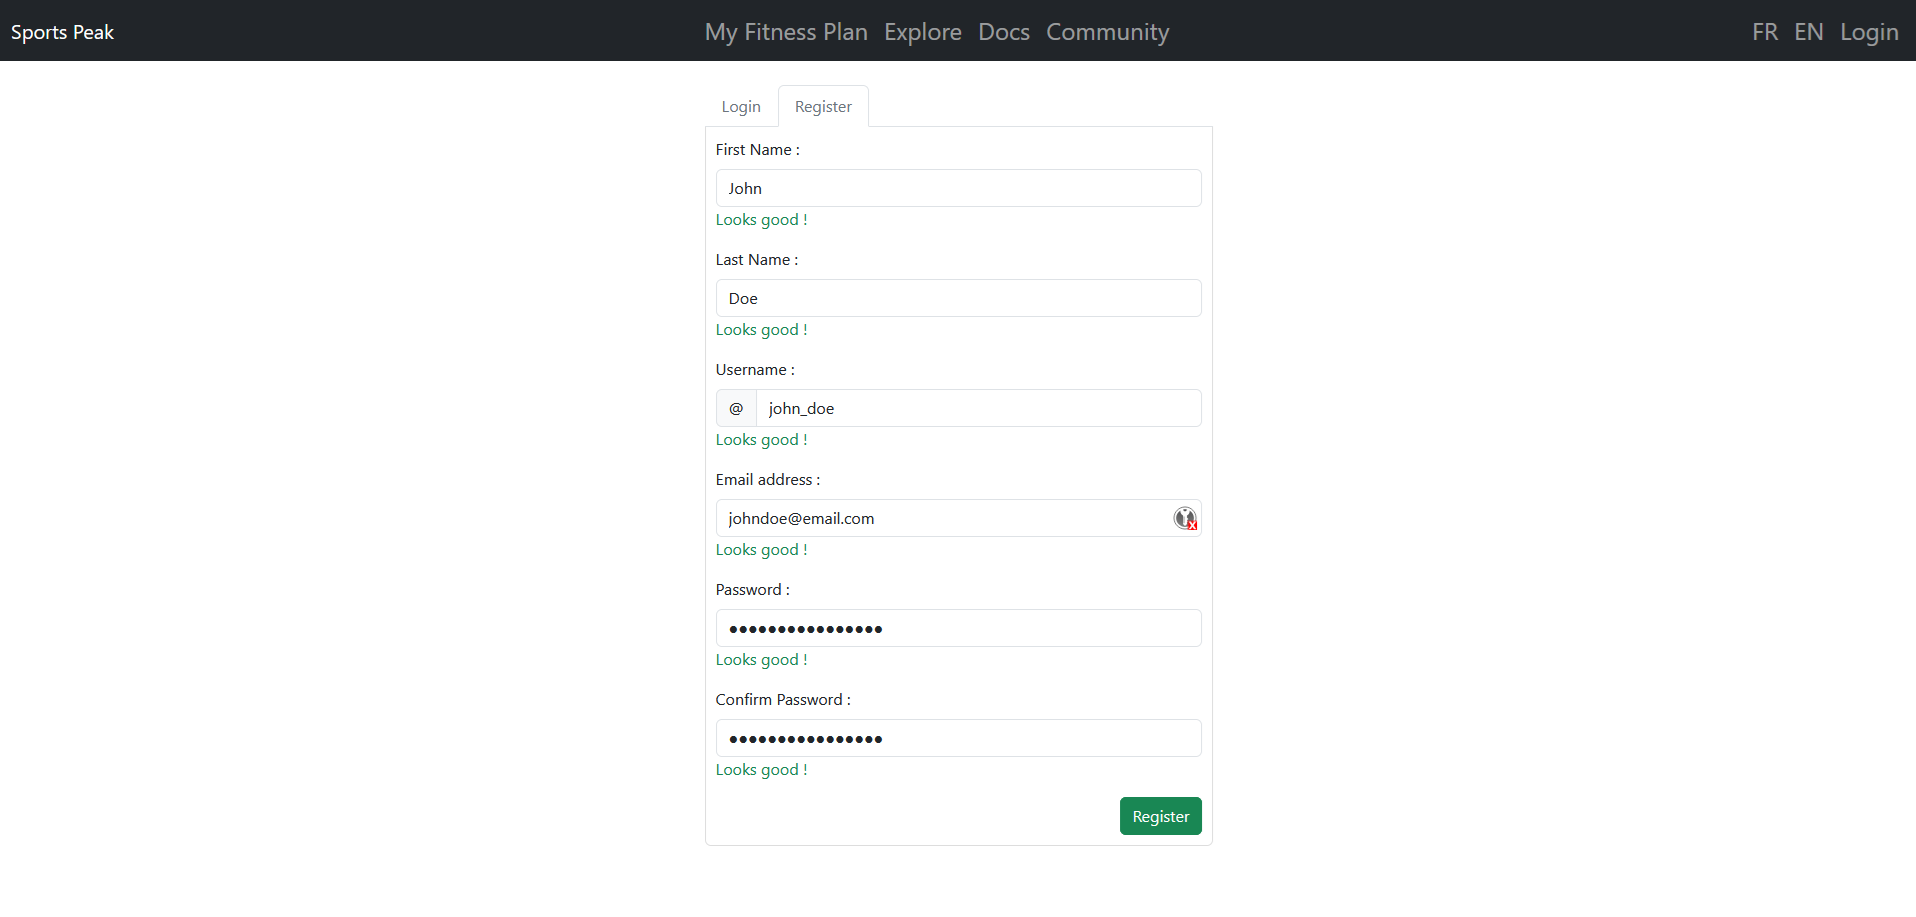 Sports Peak My Fitness Plan Explore Docs Community FR EN Login
Login Register
First Name :
John
Looks good !
Last Name :
Doe
Looks good !
Username :
@ john_doe
Looks good !
Email address :
johndoe@email.com
Looks good !
Password :
••••••••••••••••
Looks good !
Confirm Password :
••••••••••••••••
Looks good !
Register